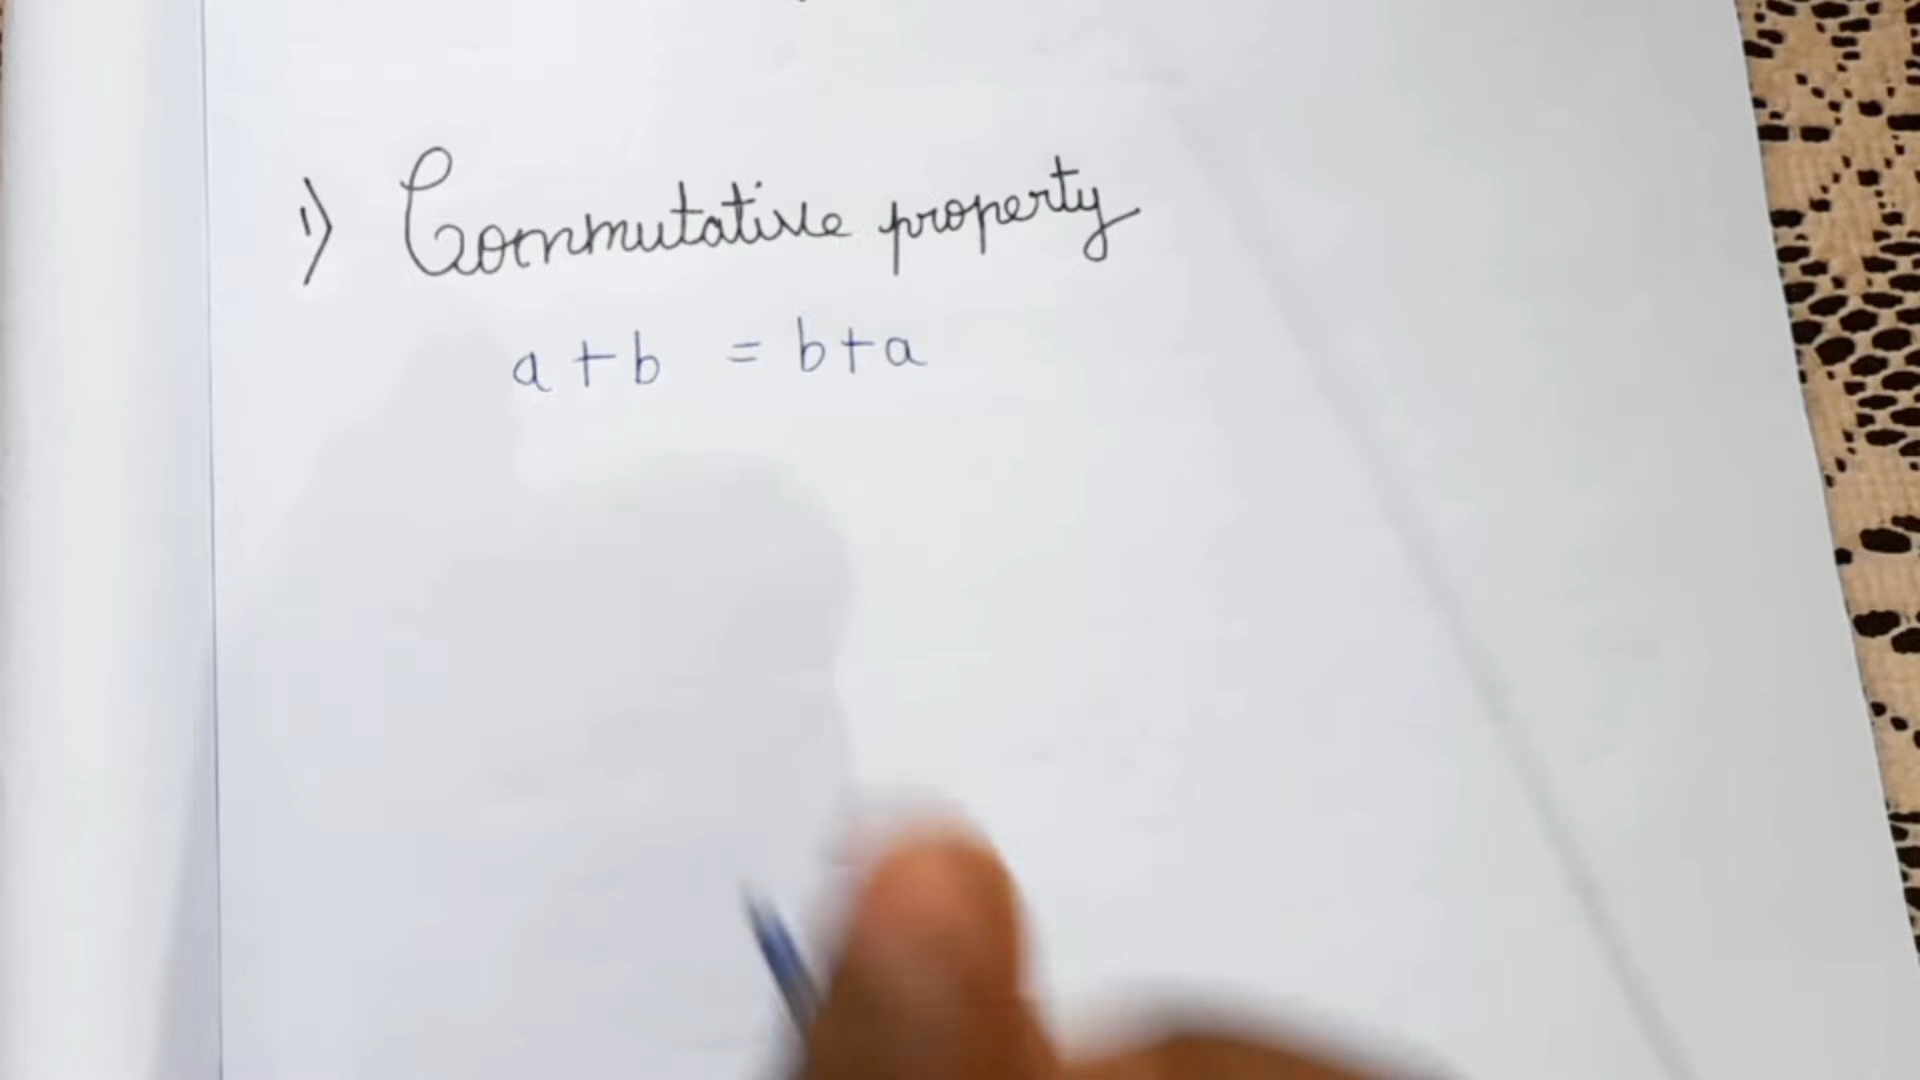 1) Commutative property
a + b = b + a